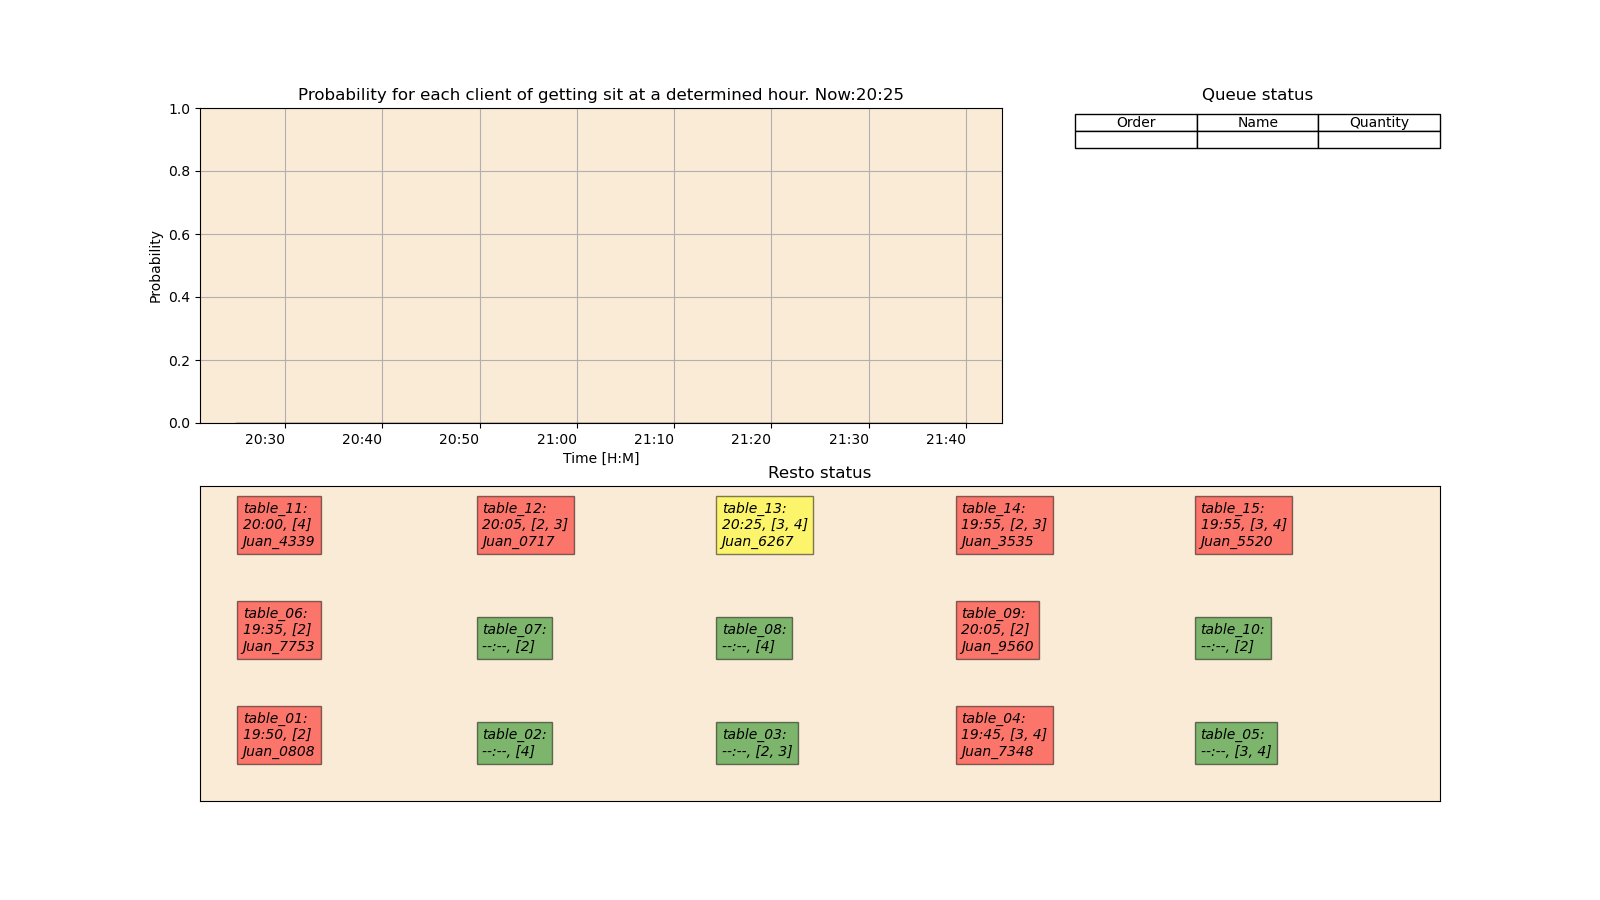 Probability for each client of getting sit at a determined hour. Now:20:25
1.0
0.8
0.6
0.4
0.2
0.0
Probability
20:30 20:40 20:50 21:00 21:10 21:20 21:30 21:40
Time [H:M]
Queue status
Order Name Quantity
Resto status
table_11:
20:00, [4]
Juan_4339
table_12:
20:05, [2, 3]
Juan_0717
table_13:
20:25, [3, 4]
Juan_6267
table_14:
19:55, [2, 3]
Juan_3535
table_15:
19:55, [3, 4]
Juan_5520
table_06:
19:35, [2]
Juan_7753
table_07:
--:--, [2]
table_08:
--:--, [4]
table_09:
20:05, [2]
Juan_9560
table_10:
--:--, [2]
table_01:
19:50, [2]
Juan_0808
table_02:
--:--, [4]
table_03:
--:--, [2, 3]
table_04:
19:45, [3, 4]
Juan_7348
table_05:
--:--, [3, 4]